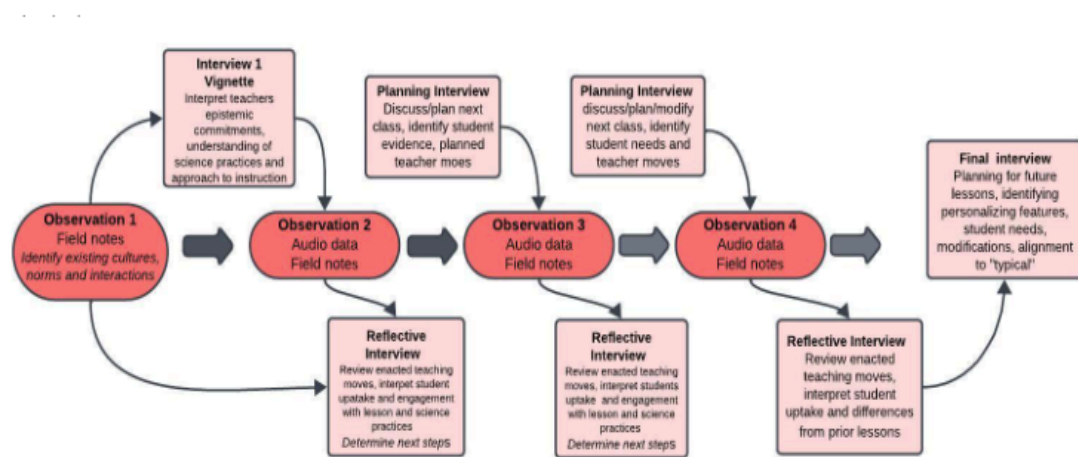 Interview 1
Vignette
Interpret teachers
epistemic
commitments,
understanding of
science practices and
approach to instruction
Planning Interview
Discuss/plan next
class, identify student
evidence, planned
teacher moes
Planning Interview
discuss/plan/modify
next class, identify
student needs and
teacher moves
Final interview
Planning for future
lessons, identifying
personalizing features,
student needs,
modifications, alignment
to "typical"
Observation 1
Field notes
Identify existing cultures,
norms and interactions
Observation 2
Audio data
Field notes
Observation 3
Audio data
Field notes
Observation 4
Audio data
Field notes
Reflective
Interview
Review enacted teaching
moves, interpet student
upatake and engagement
with lesson and science
practices
Determine next steps
Reflective
Interview
Review enacted teaching
moves, interpret students
uptake and engagement
with lesson and science
practices
Determine next steps
Reflective Interview
Review enacted
teaching moves,
interpret student
uptake and differences
from prior lessons